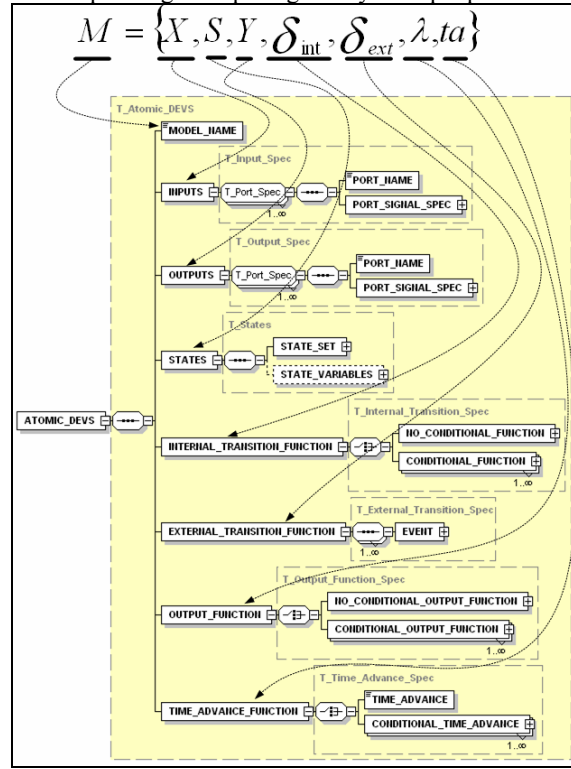 M = {X, S, Y, δint, δext, λ, ta}
T_Atomic_DEVS
MODEL_NAME
T_Input_Spec
INPUTS
T_Port_Spec
PORT_NAME
PORT_SIGNAL_SPEC
1..∞
T_Output_Spec
OUTPUTS
T_Port_Spec
PORT_NAME
PORT_SIGNAL_SPEC
1..∞
T_States
STATES
STATE_SET
STATE_VARIABLES
ATOMIC_DEVS
T_Internal_Transition_Spec
INTERNAL_TRANSITION_FUNCTION
NO_CONDITIONAL_FUNCTION
CONDITIONAL_FUNCTION
1..∞
T_External_Transition_Spec
EXTERNAL_TRANSITION_FUNCTION
EVENT
1..∞
T_Output_Function_Spec
OUTPUT_FUNCTION
NO_CONDITIONAL_OUTPUT_FUNCTION
CONDITIONAL_OUTPUT_FUNCTION
1..∞
T_Time_Advance_Spec
TIME_ADVANCE_FUNCTION
TIME_ADVANCE
CONDITIONAL_TIME_ADVANCE
1..∞